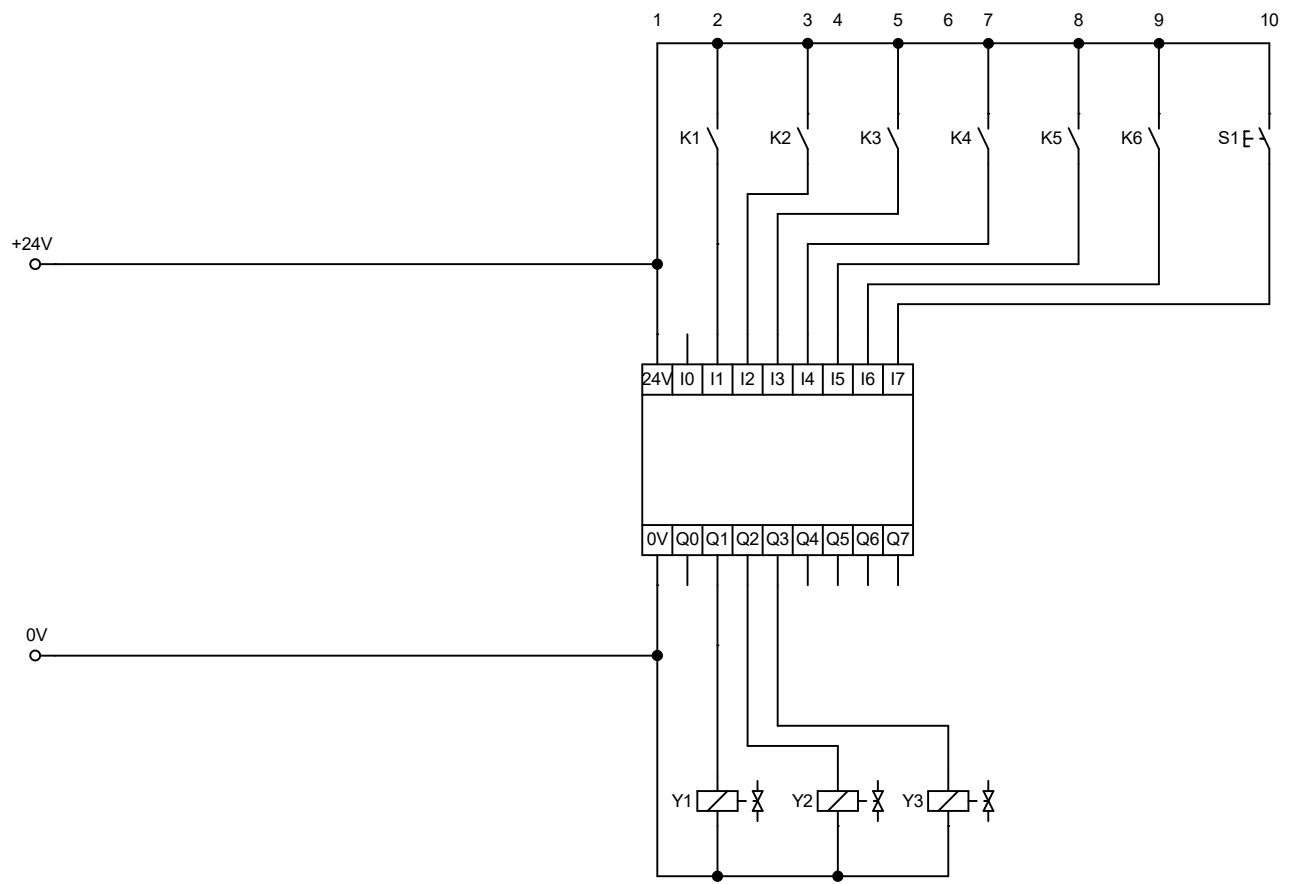 1 2 3 4 5 6 7 8 9 10
K1 K2 K3 K4 K5 K6 S1
+24V
24V I0 I1 I2 I3 I4 I5 I6 I7
0V Q0 Q1 Q2 Q3 Q4 Q5 Q6 Q7
0V
Y1 Y2 Y3